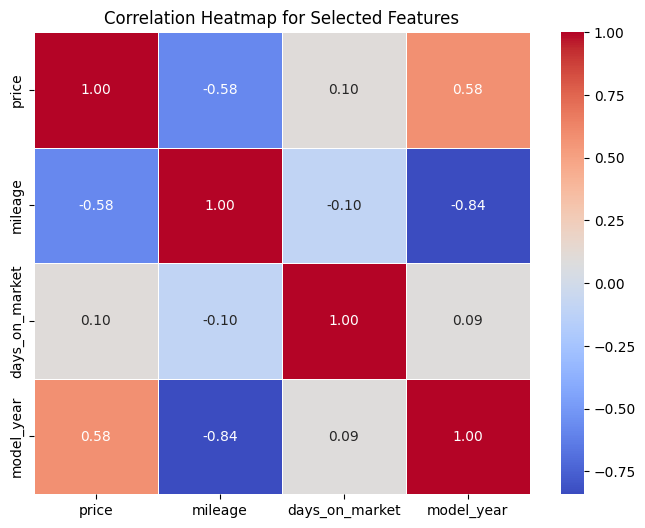 Correlation Heatmap for Selected Features
price
1.00
-0.58
0.10
0.58
mileage
-0.58
1.00
-0.10
-0.84
days_on_market
0.10
-0.10
1.00
0.09
model_year
0.58
-0.84
0.09
1.00
price
mileage
days_on_market
model_year
1.00
0.75
0.50
0.25
0.00
−0.25
−0.50
−0.75